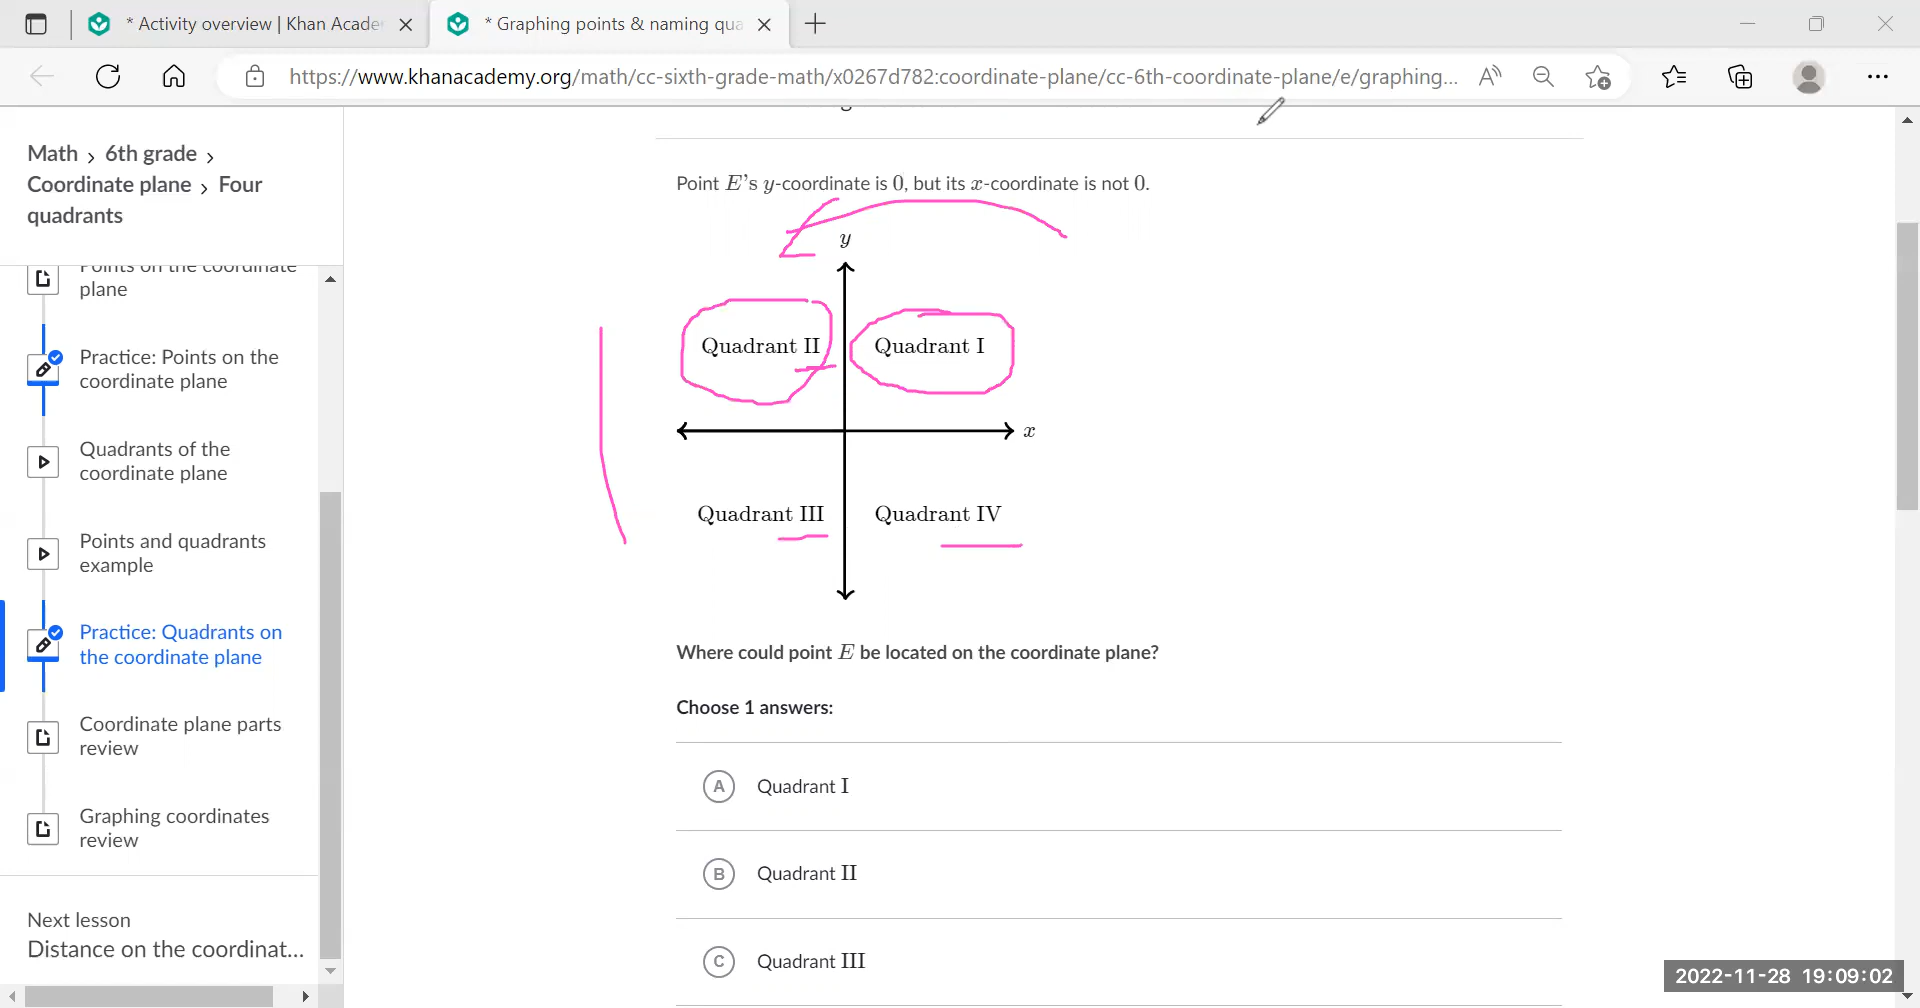 * Activity overview | Khan Acade
* Graphing points & naming qua
https://www.khanacademy.org/math/cc-sixth-grade-math/x0267d782:coordinate-plane/cc-6th-coordinate-plane/e/graphing...
Math > 6th grade >
Coordinate plane > Four
quadrants
Points on the coordinate
plane
Practice: Points on the
coordinate plane
Quadrants of the
coordinate plane
Points and quadrants
example
Practice: Quadrants on
the coordinate plane
Coordinate plane parts
review
Graphing coordinates
review
Next lesson
Distance on the coordinat...
Point E's y-coordinate is 0, but its x-coordinate is not 0.
y
Quadrant II
Quadrant I
x
Quadrant III
Quadrant IV
Where could point E be located on the coordinate plane?
Choose 1 answers:
A Quadrant I
B Quadrant II
C Quadrant III
2022-11-28 19:09:02